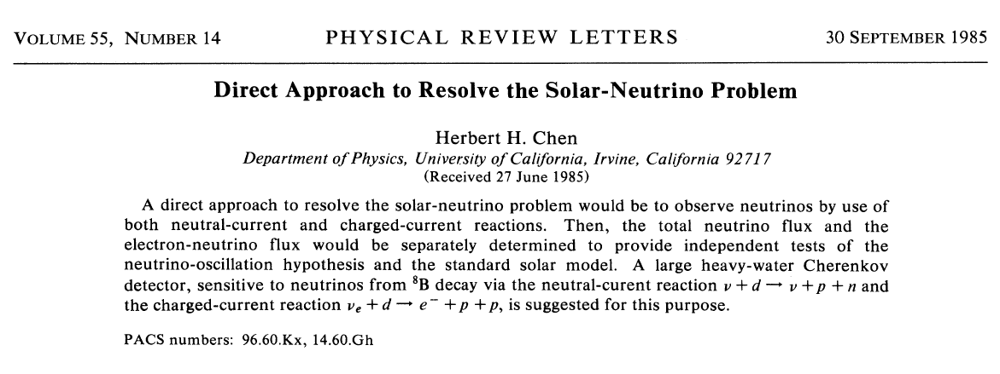 VOLUME 55, NUMBER 14 PHYSICAL REVIEW LETTERS 30 SEPTEMBER 1985
Direct Approach to Resolve the Solar-Neutrino Problem
Herbert H. Chen
Department of Physics, University of California, Irvine, California 92717
(Received 27 June 1985)
A direct approach to resolve the solar-neutrino problem would be to observe neutrinos by use of
both neutral-current and charged-current reactions. Then, the total neutrino flux and the
electron-neutrino flux would be separately determined to provide independent tests of the
neutrino-oscillation hypothesis and the standard solar model. A large heavy-water Cherenkov
detector, sensitive to neutrinos from ⁸B decay via the neutral-curent reaction ν + d → ν + p + n and
the charged-current reaction νₑ + d → e⁻ + p + p, is suggested for this purpose.
PACS numbers: 96.60.Kx, 14.60.Gh